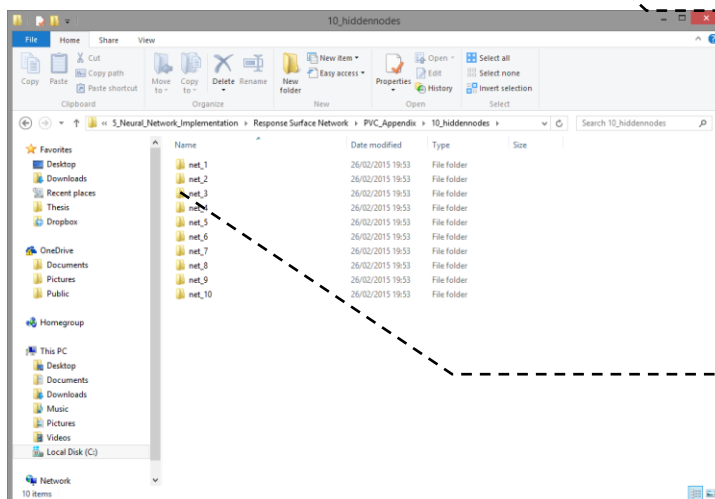 10_hiddennodes
File Home Share View
Copy
Paste
Cut
Copy path
Paste shortcut
Clipboard
Move to
Copy to
Delete
Rename
Organize
New folder
New item
Easy access
New
Properties
Open
Edit
History
Open
Select all
Select none
Invert selection
Select
« 5_Neural_Network_Implementation ▸ Response Surface Network ▸ PVC_Appendix ▸ 10_hiddennodes ▸
Search 10_hiddennodes
Favorites
Desktop
Downloads
Recent places
Thesis
Dropbox
OneDrive
Documents
Pictures
Public
Homegroup
This PC
Desktop
Documents
Downloads
Music
Pictures
Videos
Local Disk (C:)
Network
Name Date modified Type Size
net_1 26/02/2015 19:53 File folder
net_2 26/02/2015 19:53 File folder
net_3 26/02/2015 19:53 File folder
net_4 26/02/2015 19:53 File folder
net_5 26/02/2015 19:53 File folder
net_6 26/02/2015 19:53 File folder
net_7 26/02/2015 19:53 File folder
net_8 26/02/2015 19:53 File folder
net_9 26/02/2015 19:53 File folder
net_10 26/02/2015 19:53 File folder
10 items